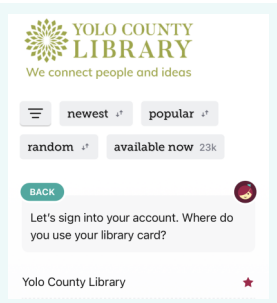 YOLO COUNTY
LIBRARY
We connect people and ideas
newest
popular
random
available now 23k
BACK
Let's sign into your account. Where do
you use your library card?
Yolo County Library